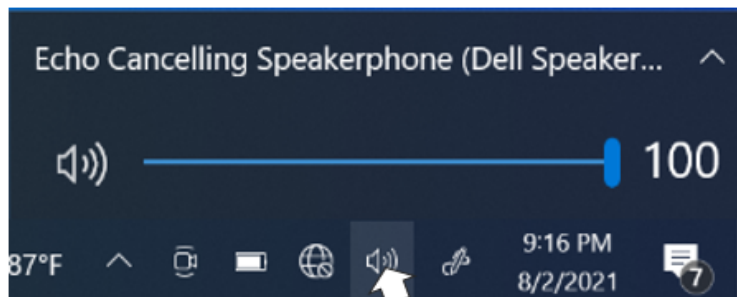 Echo Cancelling Speakerphone (Dell Speaker...
100
87°F
9:16 PM
8/2/2021
7